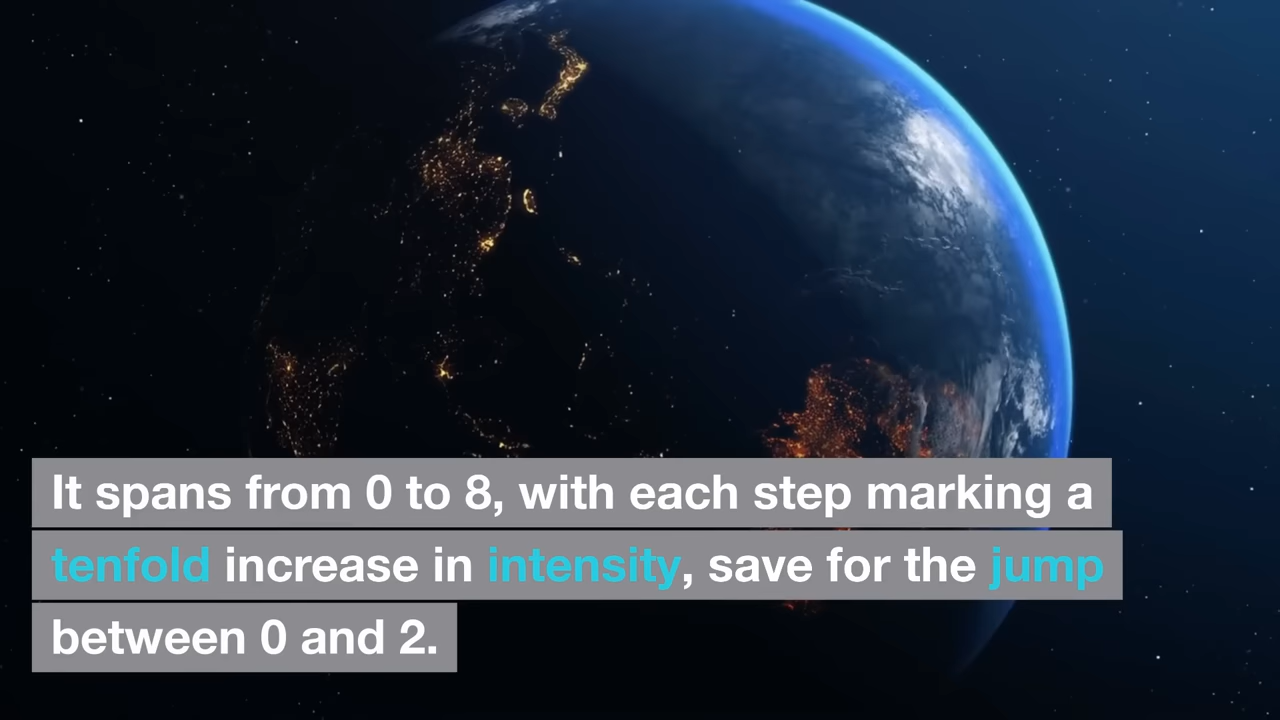 It spans from 0 to 8, with each step marking a
tenfold increase in intensity, save for the jump
between 0 and 2.